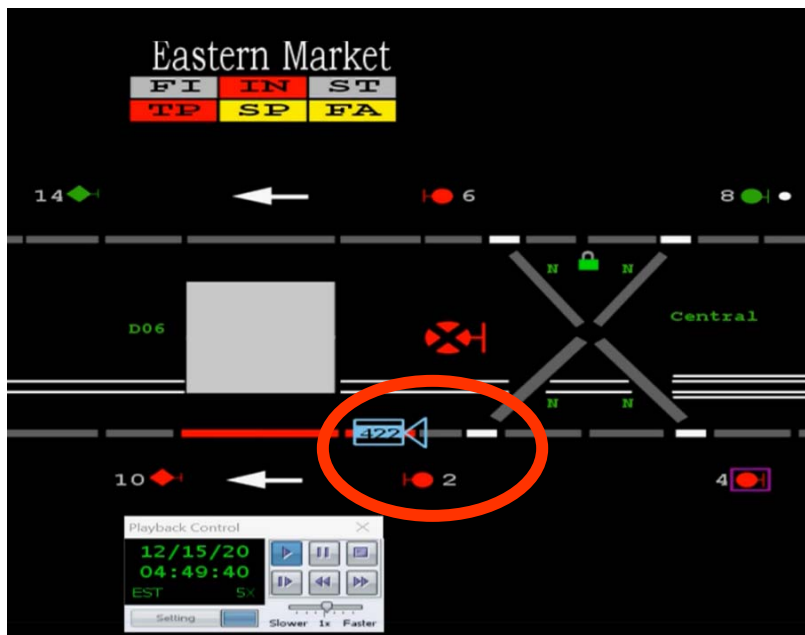 Eastern Market
FI IN ST
TP SP FA
14 6 8
N N
D06 Central
N N
422
10 2 4
Playback Control
12/15/20
04:49:40
EST 5x
Setting Slower 1x Faster